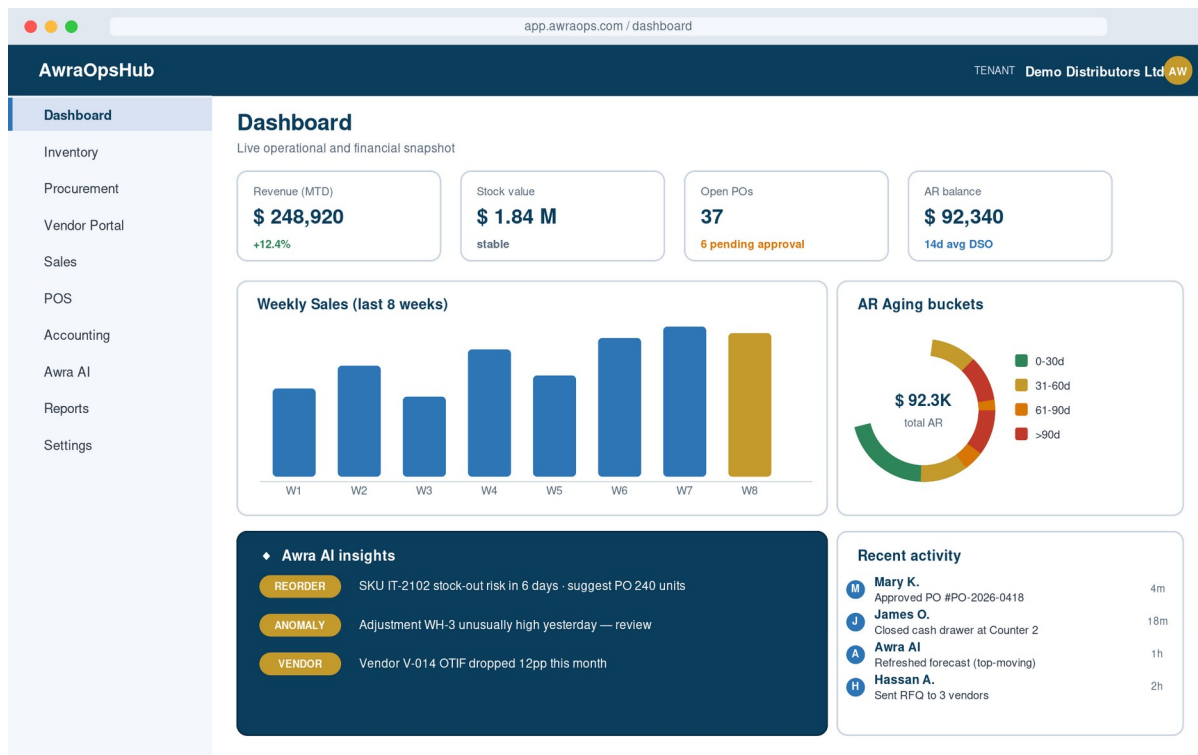 app.awraops.com / dashboard
AwraOpsHub
TENANT Demo Distributors Ltd AW
Dashboard
Inventory
Procurement
Vendor Portal
Sales
POS
Accounting
Awra AI
Reports
Settings
Dashboard
Live operational and financial snapshot
Revenue (MTD)
$ 248,920
+12.4%
Stock value
$ 1.84 M
stable
Open POs
37
6 pending approval
AR balance
$ 92,340
14d avg DSO
Weekly Sales (last 8 weeks)
W1 W2 W3 W4 W5 W6 W7 W8
AR Aging buckets
$ 92.3K
total AR
0-30d
31-60d
61-90d
>90d
Awra AI insights
REORDER SKU IT-2102 stock-out risk in 6 days · suggest PO 240 units
ANOMALY Adjustment WH-3 unusually high yesterday — review
VENDOR Vendor V-014 OTIF dropped 12pp this month
Recent activity
M Mary K. 4m
Approved PO #PO-2026-0418
J James O. 18m
Closed cash drawer at Counter 2
A Awra AI 1h
Refreshed forecast (top-moving)
H Hassan A. 2h
Sent RFQ to 3 vendors